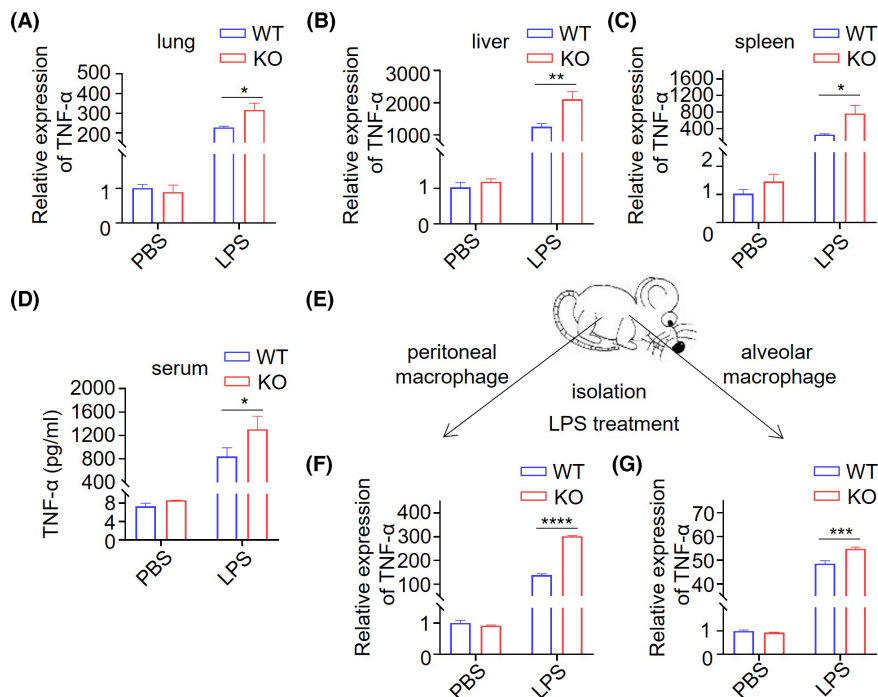 (A)
lung
WT
KO
Relative expression
of TNF-α
500
400
300
200
1
0
*
PBS
LPS
(B)
liver
WT
KO
Relative expression
of TNF-α
3000
2000
1000
1
0
**
PBS
LPS
(C)
spleen
WT
KO
Relative expression
of TNF-α
1600
1200
800
400
2
1
0
*
PBS
LPS
(D)
serum
WT
KO
TNF-α (pg/ml)
2000
1600
1200
800
400
8
4
0
*
PBS
LPS
(E)
peritoneal
macrophage
alveolar
macrophage
isolation
LPS treatment
(F)
WT
KO
Relative expression
of TNF-α
400
300
200
100
1
0
****
PBS
LPS
(G)
WT
KO
Relative expression
of TNF-α
70
60
50
40
1
0
***
PBS
LPS